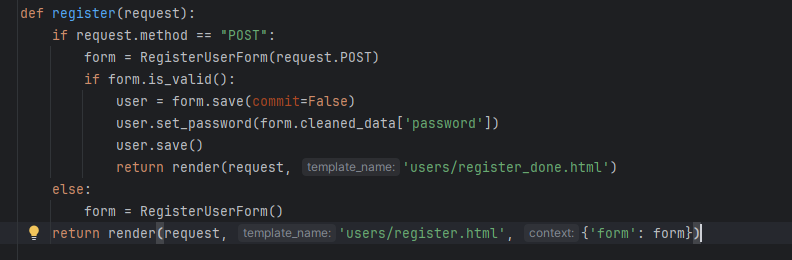 def register(request):
    if request.method == "POST":
        form = RegisterUserForm(request.POST)
        if form.is_valid():
            user = form.save(commit=False)
            user.set_password(form.cleaned_data['password'])
            user.save()
            return render(request, template_name: 'users/register_done.html')
    else:
        form = RegisterUserForm()
    return render(request, template_name: 'users/register.html', context: {'form': form})